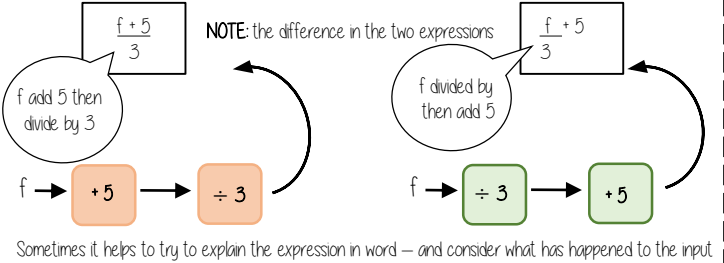 f + 5
3
NOTE: the difference in the two expressions
f + 5
3
f add 5 then
divide by 3
f divided by
then add 5
f
+ 5
÷ 3
f
÷ 3
+ 5
Sometimes it helps to try to explain the expression in word – and consider what has happened to the input